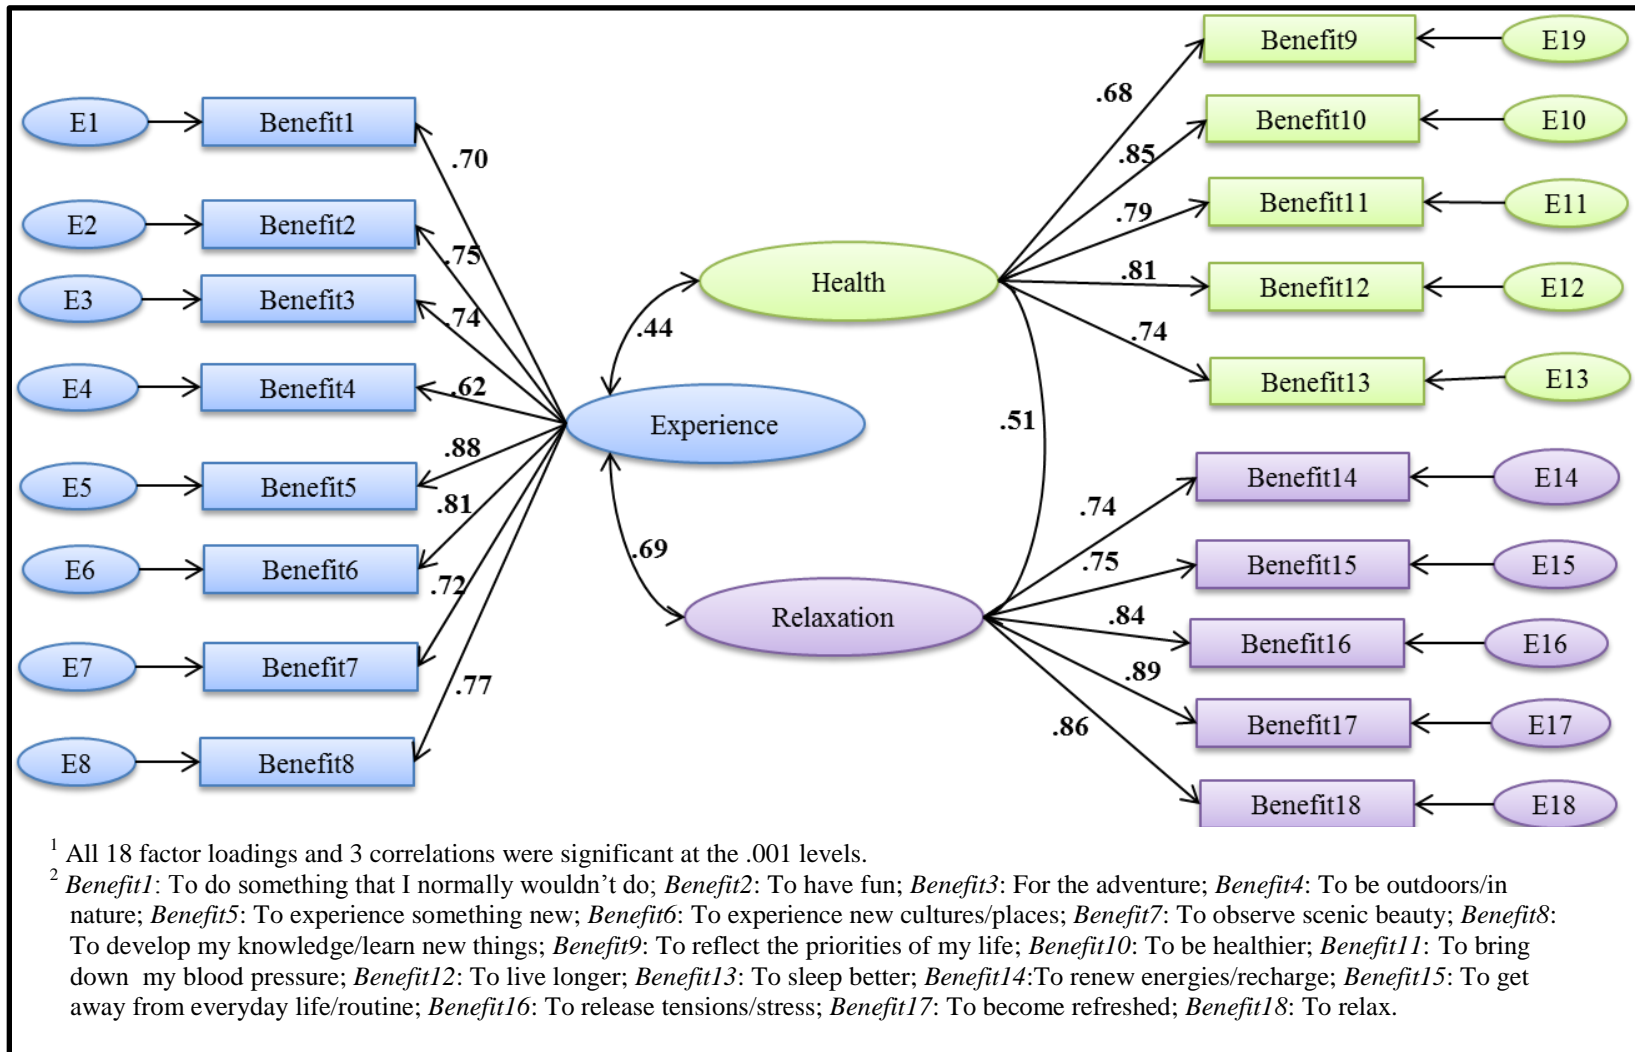 E1
Benefit1
.70
E2
Benefit2
.75
E3
Benefit3
.74
E4
Benefit4
.62
E5
Benefit5
.88
E6
Benefit6
.81
E7
Benefit7
.72
E8
Benefit8
.77
Health
.44
Experience
.69
Relaxation
.51
.68
Benefit9
E19
.85
Benefit10
E10
.79
Benefit11
E11
.81
Benefit12
E12
.74
Benefit13
E13
.74
Benefit14
E14
.75
Benefit15
E15
.84
Benefit16
E16
.89
Benefit17
E17
.86
Benefit18
E18
1 All 18 factor loadings and 3 correlations were significant at the .001 levels.
2 Benefit1: To do something that I normally wouldn’t do; Benefit2: To have fun; Benefit3: For the adventure; Benefit4: To be outdoors/in
nature; Benefit5: To experience something new; Benefit6: To experience new cultures/places; Benefit7: To observe scenic beauty; Benefit8:
To develop my knowledge/learn new things; Benefit9: To reflect the priorities of my life; Benefit10: To be healthier; Benefit11: To bring
down my blood pressure; Benefit12: To live longer; Benefit13: To sleep better; Benefit14:To renew energies/recharge; Benefit15: To get
away from everyday life/routine; Benefit16: To release tensions/stress; Benefit17: To become refreshed; Benefit18: To relax.